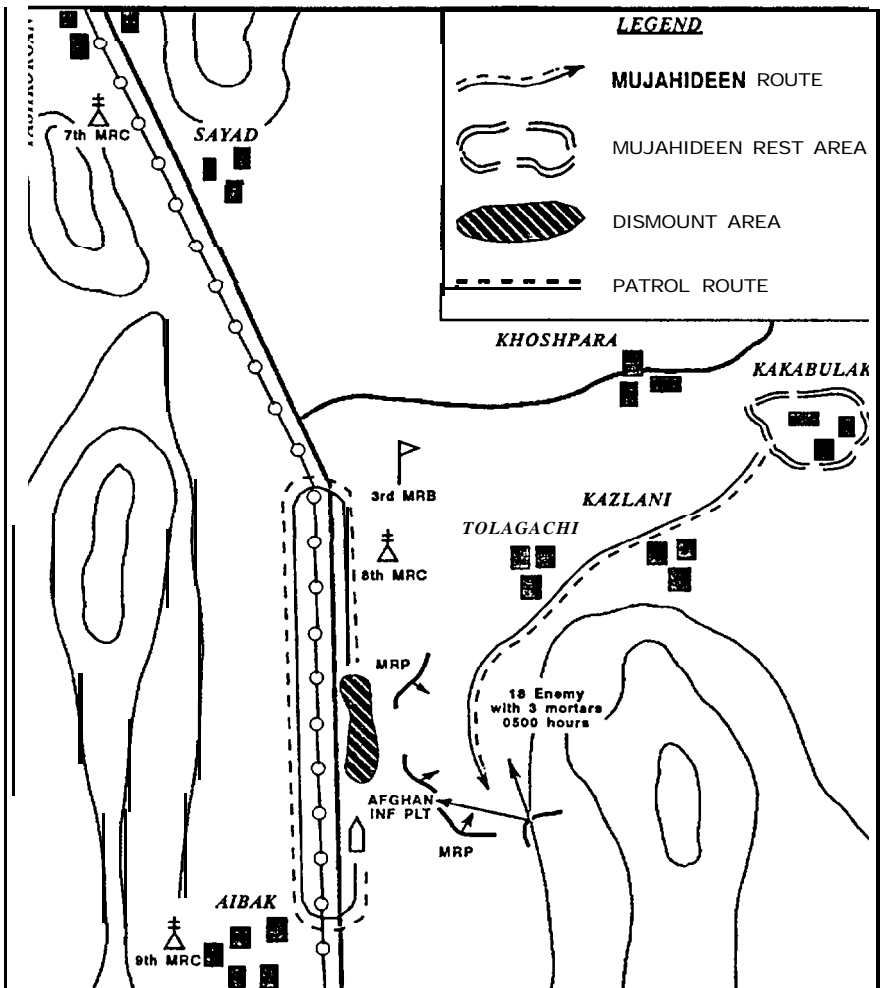 LEGEND
MUJAHIDEEN ROUTE
MUJAHIDEEN REST AREA
DISMOUNT AREA
PATROL ROUTE
7th MRC
SAYAD
KHOSHPARA
KAKABULAK
3rd MRB
KAZLANI
TOLAGACHI
8th MRC
MRP
18 Enemy
with 3 mortars
0500 hours
AFGHAN
INF PLT
MRP
AIBAK
9th MRC